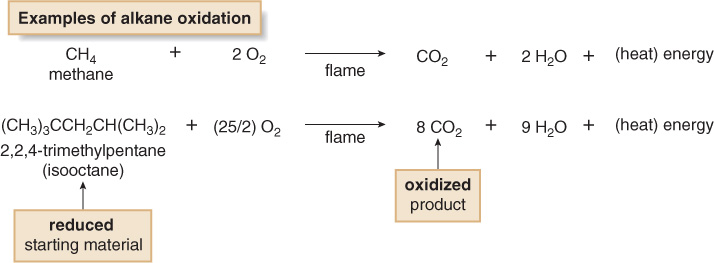 Examples of alkane oxidation
CH₄ + 2 O₂ flame CO₂ + 2 H₂O + (heat) energy
methane
(CH₃)₃CCH₂CH(CH₃)₂ + (25/2) O₂ flame 8 CO₂ + 9 H₂O + (heat) energy
2,2,4-trimethylpentane
(isooctane)
oxidized
product
reduced
starting material